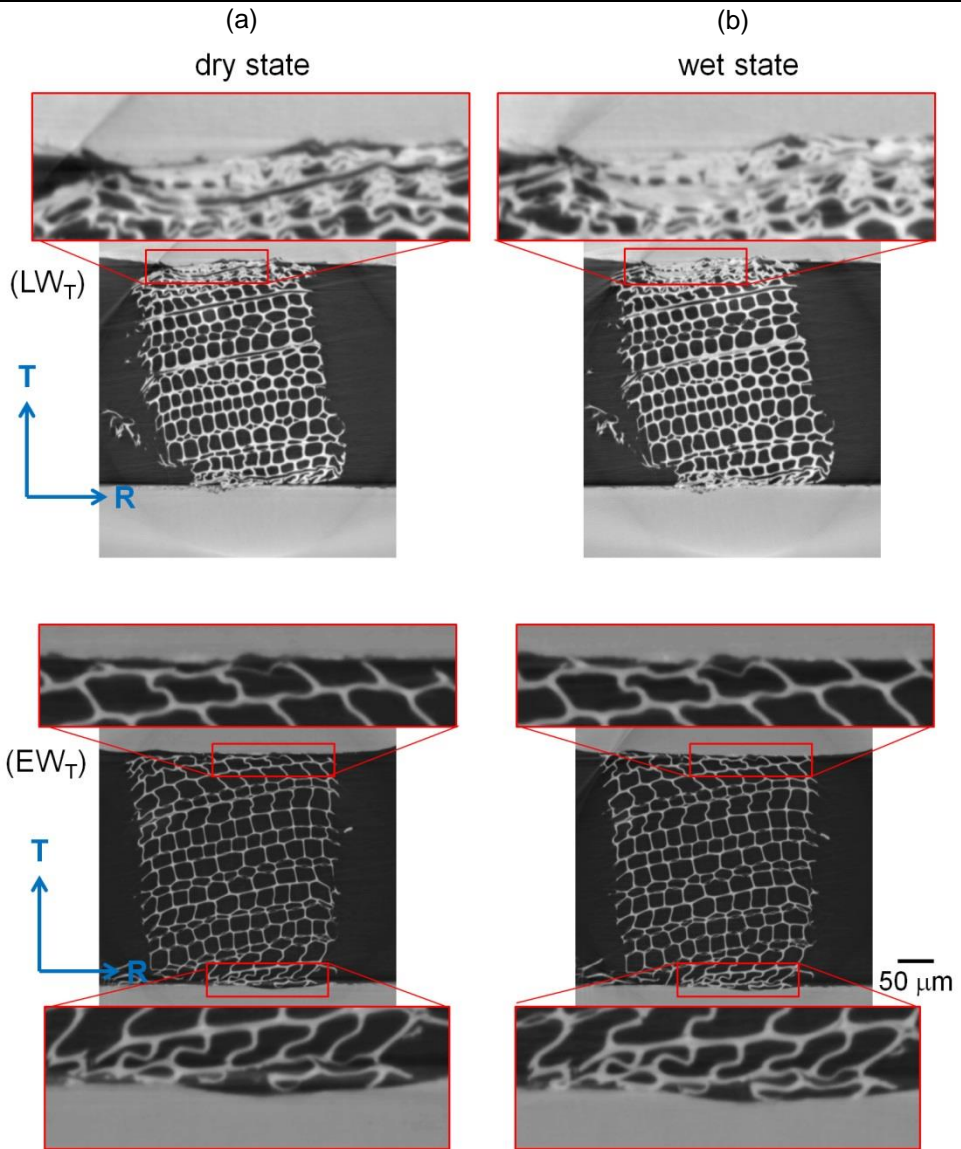 (a) (b)
dry state wet state
(LW_T)
T
R
(EW_T)
T
R
50 μm